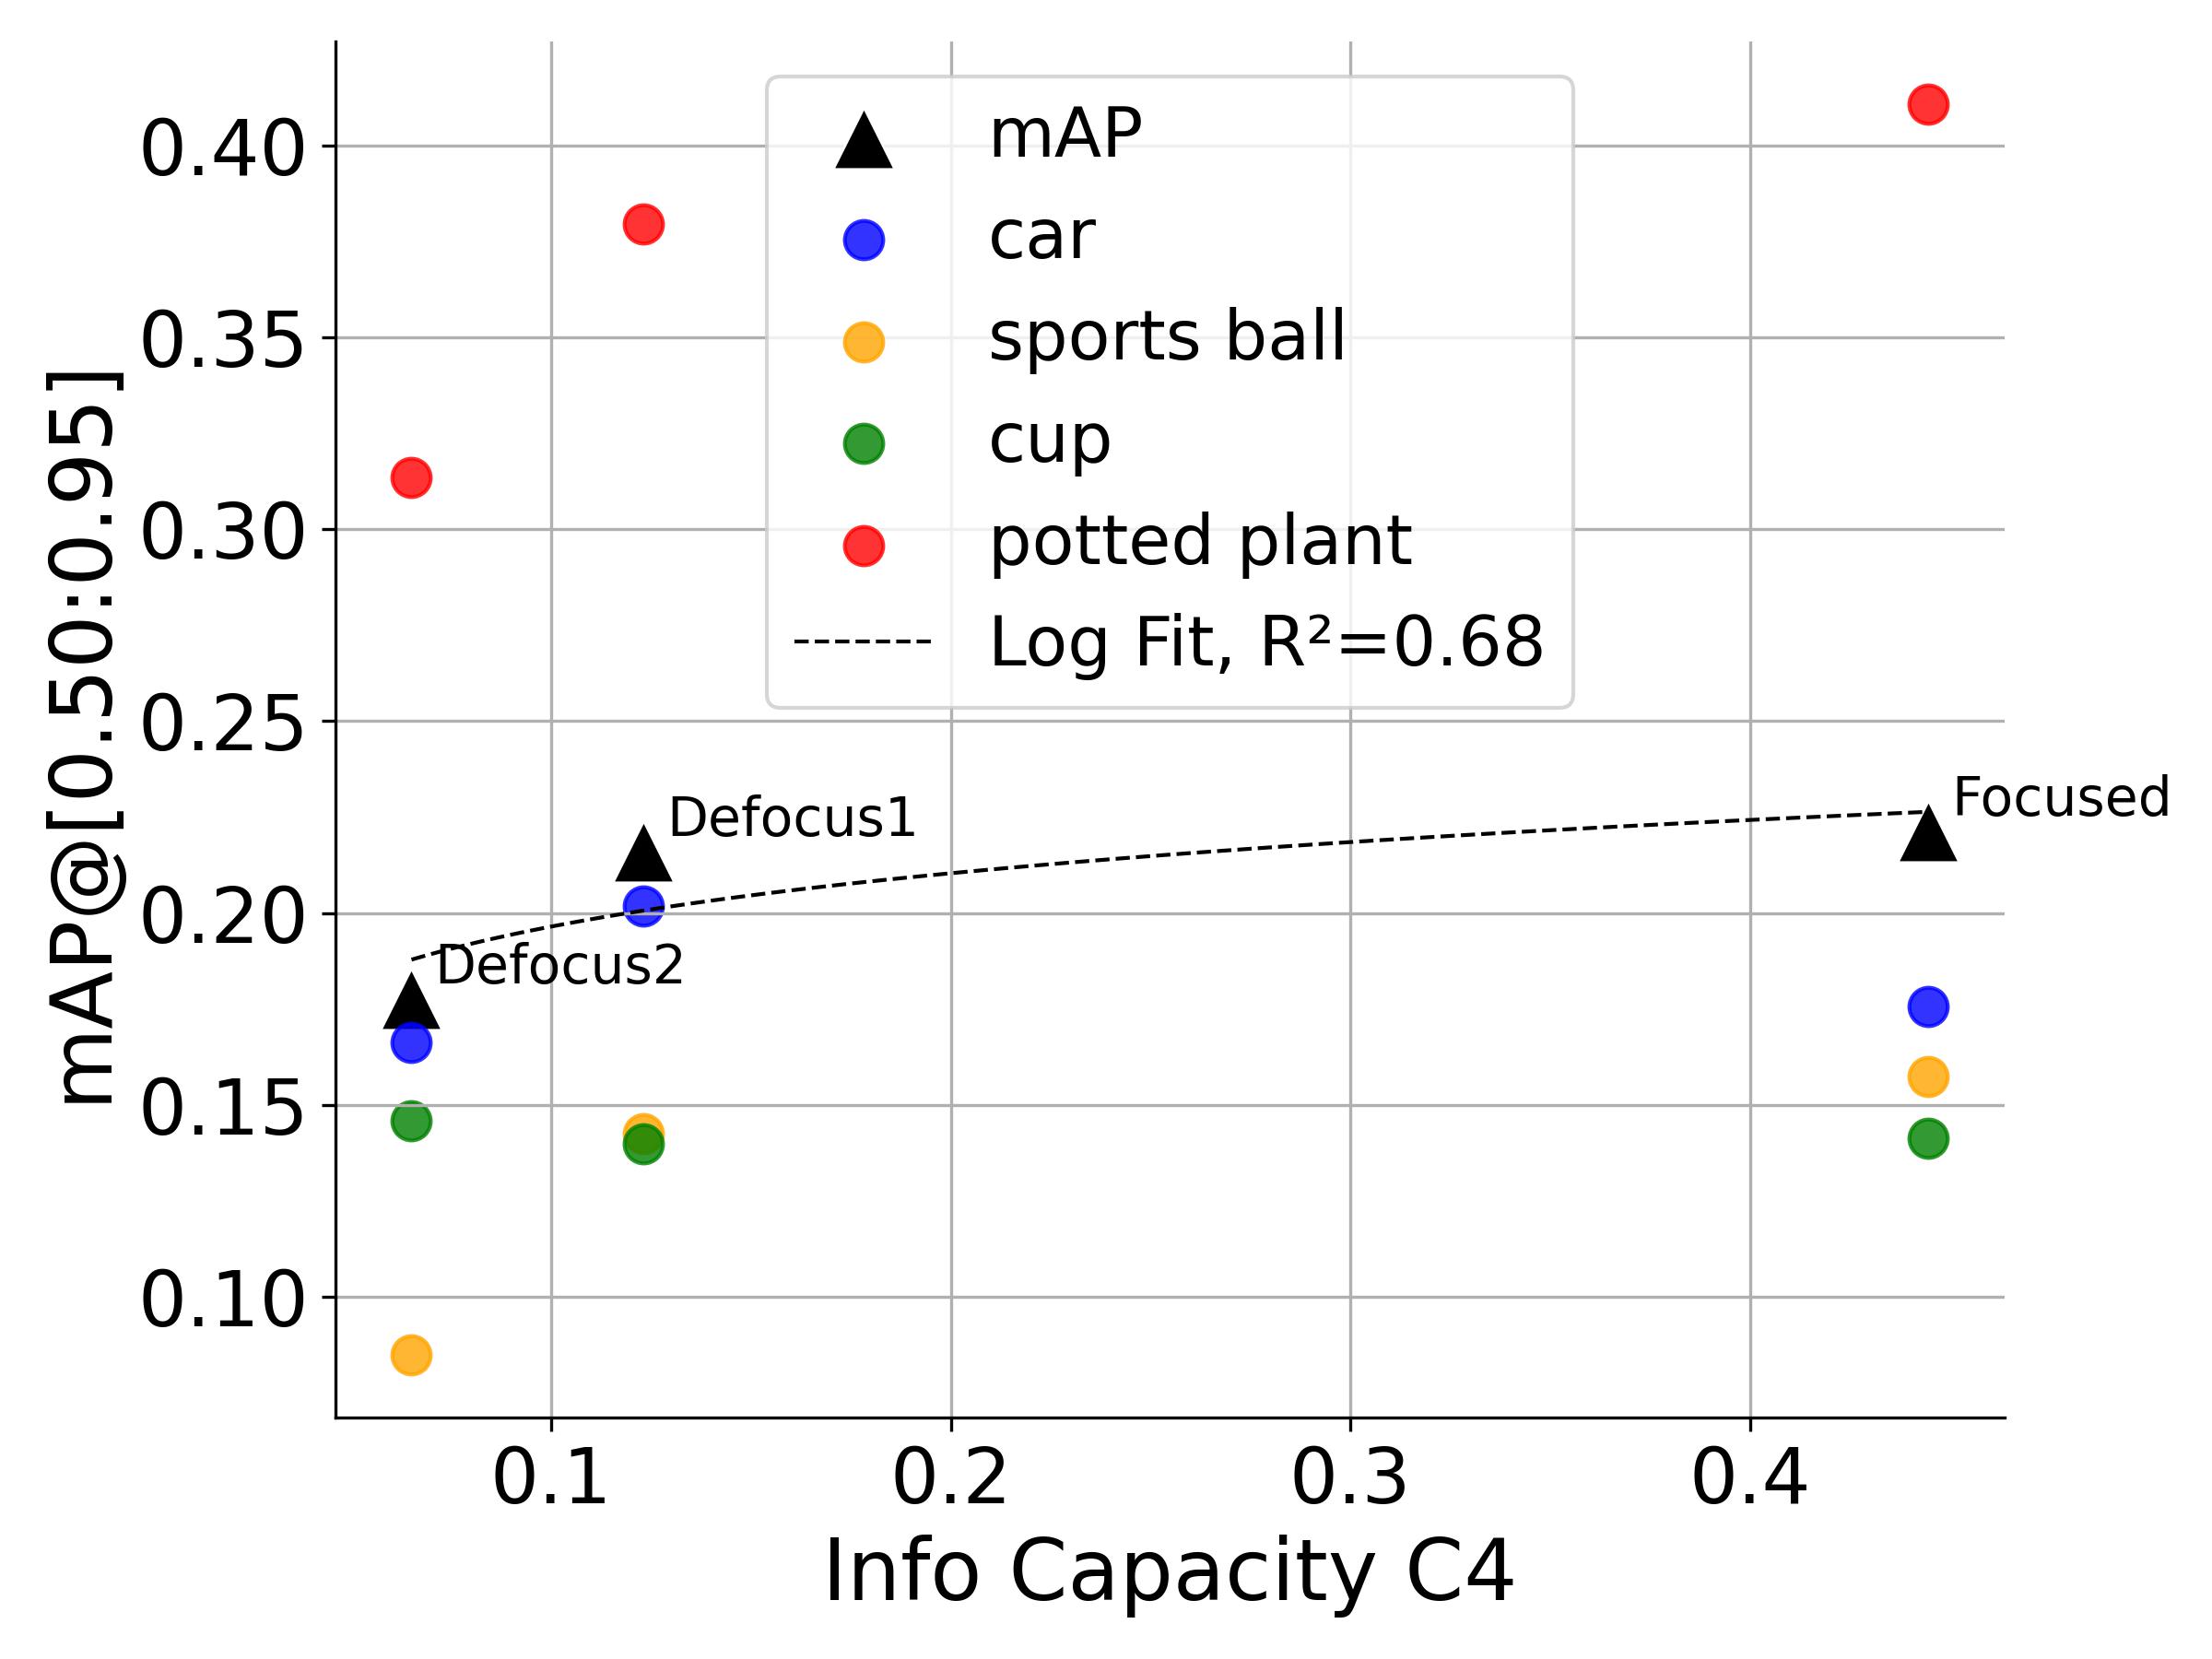 mAP@[0.50:0.95]
0.40
0.35
0.30
0.25
0.20
0.15
0.10
mAP
car
sports ball
cup
potted plant
Log Fit, R²=0.68
Defocus1
Focused
Defocus2
0.1 0.2 0.3 0.4
Info Capacity C4